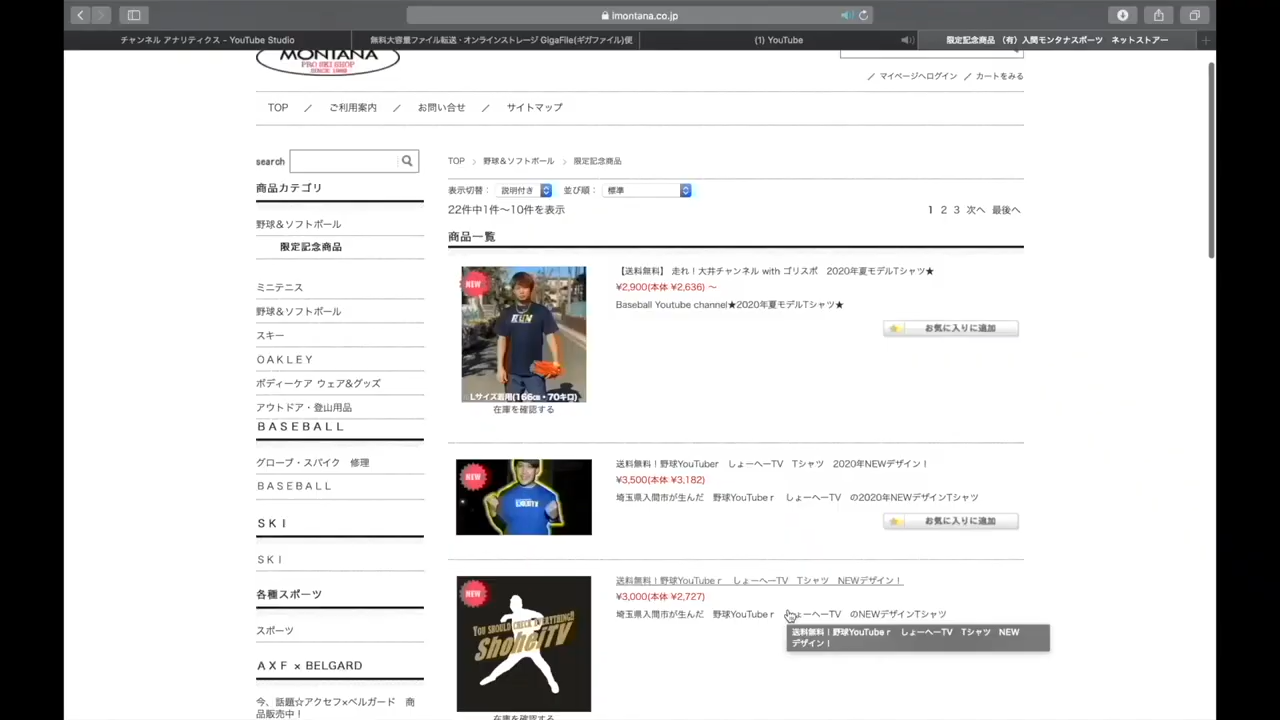 imontana.co.jp
チャンネル アナリティクス - YouTube Studio
無料大容量ファイル転送・オンラインストレージ GigaFile(ギガファイル)便
(1) YouTube
限定記念商品 （有）入間モンタナスポーツ　ネットストアー
MONTANA
PRO SKI SHOP
SINCE 1968
／ マイページへログイン ／ カートをみる
TOP ／ ご利用案内 ／ お問い合せ ／ サイトマップ
search
商品カテゴリ
野球＆ソフトボール
限定記念商品
ミニテニス
野球＆ソフトボール
スキー
ＯＡＫＬＥＹ
ボディーケア ウェア&グッズ
アウトドア・登山用品
ＢＡＳＥＢＡＬＬ
グローブ・スパイク　修理
ＢＡＳＥＢＡＬＬ
ＳＫＩ
ＳＫＩ
各種スポーツ
スポーツ
ＡＸＦ × BELGARD
今、話題☆アクセフ×ベルガード　商
品販売中！
TOP > 野球＆ソフトボール > 限定記念商品
表示切替： 説明付き 並び順： 標準
22件中1件～10件を表示
1 2 3 次へ 最後へ
商品一覧
NEW
RUN
Lサイズ着用(166㎝・70キロ)
在庫を確認する
【送料無料】 走れ！大井チャンネル with ゴリスポ　2020年夏モデルTシャツ★
¥2,900(本体 ¥2,636) ～
Baseball Youtube channel★2020年夏モデルTシャツ★
お気に入りに追加
NEW
送料無料！野球YouTuber　しょーへーTV　Tシャツ　2020年NEWデザイン！
¥3,500(本体 ¥3,182)
埼玉県入間市が生んだ　野球YouTubeｒ　しょーへーTV　の2020年NEWデザインTシャツ
お気に入りに追加
NEW
YOU SHOULD CHECK EVERYTHING!!
ShoheiTV
在庫を確認する
送料無料！野球YouTubeｒ　しょーへーTV　Tシャツ　NEWデザイン！
¥3,000(本体 ¥2,727)
埼玉県入間市が生んだ　野球YouTubeｒ　しょーへーTV　のNEWデザインTシャツ
送料無料！野球YouTubeｒ　しょーへーTV　Tシャツ　NEW
デザイン！